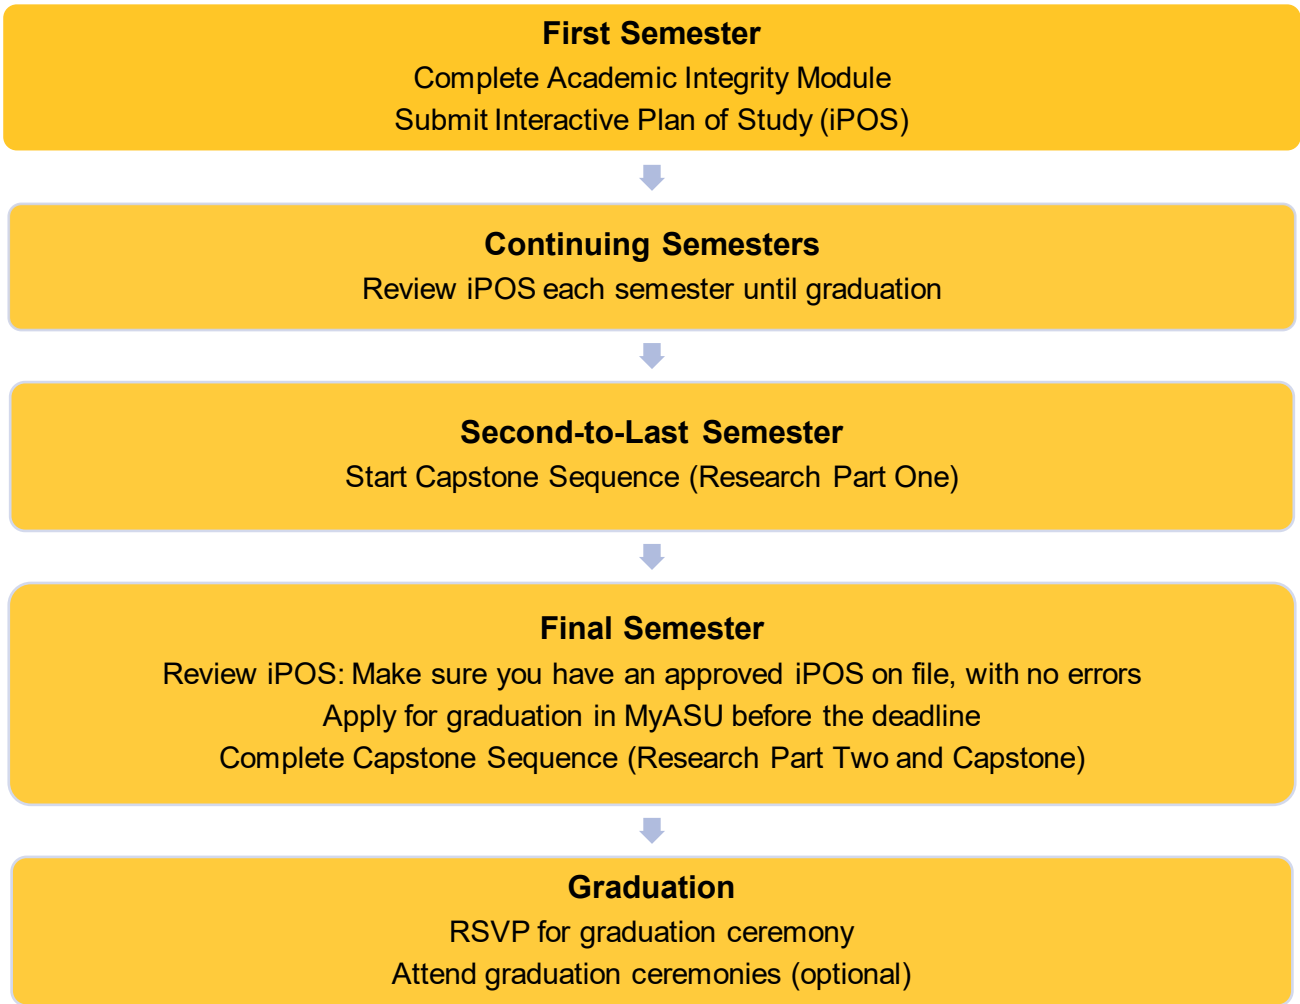 First Semester
Complete Academic Integrity Module
Submit Interactive Plan of Study (iPOS)
Continuing Semesters
Review iPOS each semester until graduation
Second-to-Last Semester
Start Capstone Sequence (Research Part One)
Final Semester
Review iPOS: Make sure you have an approved iPOS on file, with no errors
Apply for graduation in MyASU before the deadline
Complete Capstone Sequence (Research Part Two and Capstone)
Graduation
RSVP for graduation ceremony
Attend graduation ceremonies (optional)